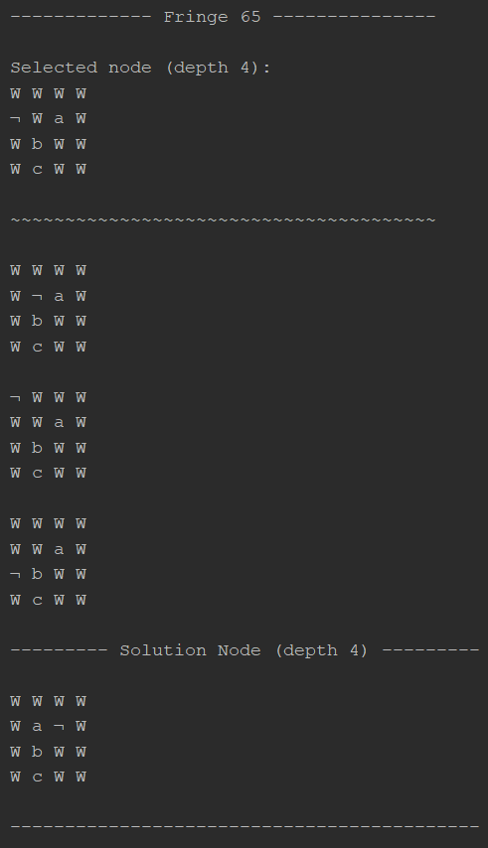 ------------- Fringe 65 ---------------
Selected node (depth 4):
W W W W
¬ W a W
W b W W
W c W W
~~~~~~~~~~~~~~~~~~~~~~~~~~~~~~~~~~~~~~~
W W W W
W ¬ a W
W b W W
W c W W
¬ W W W
W W a W
W b W W
W c W W
W W W W
W W a W
¬ b W W
W c W W
--------- Solution Node (depth 4) ---------
W W W W
W a ¬ W
W b W W
W c W W
-------------------------------------------